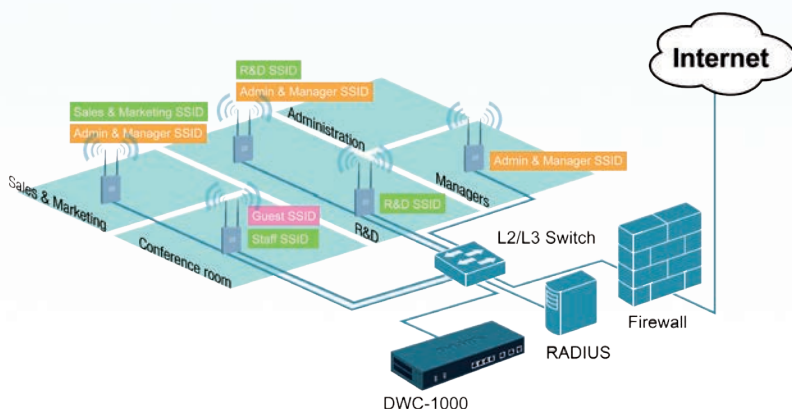 Internet
R&D SSID
Admin & Manager SSID
Sales & Marketing SSID
Admin & Manager SSID
Administration
Admin & Manager SSID
Managers
Sales & Marketing
R&D SSID
Guest SSID
Staff SSID
R&D
Conference room
L2/L3 Switch
Firewall
RADIUS
DWC-1000